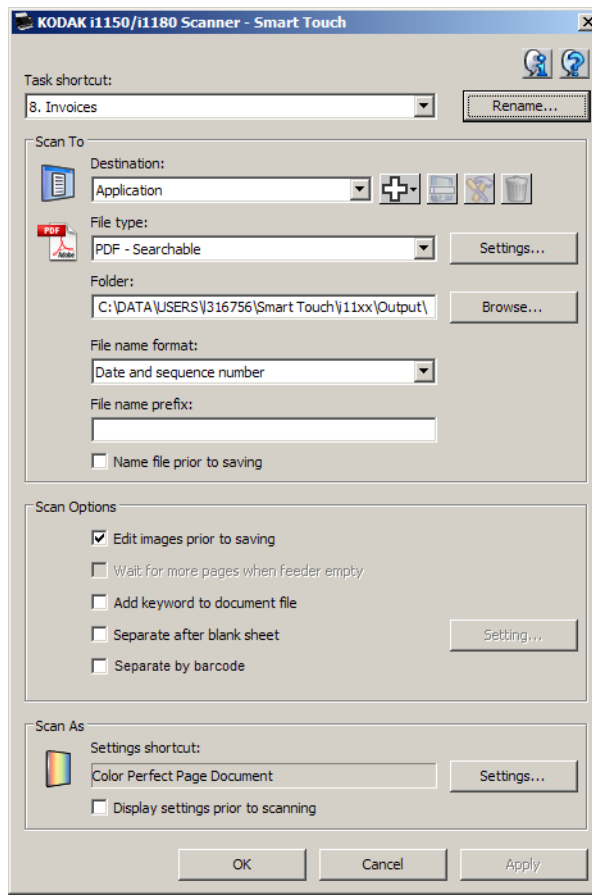 KODAK i1150/i1180 Scanner - Smart Touch
Task shortcut:
8. Invoices
Rename...
Scan To
Destination:
Application
PDF
Adobe
File type:
PDF - Searchable
Settings...
Folder:
C:\DATA\USERS\l316756\Smart Touch\i11xx\Output\
Browse...
File name format:
Date and sequence number
File name prefix:
Name file prior to saving
Scan Options
Edit images prior to saving
Wait for more pages when feeder empty
Add keyword to document file
Separate after blank sheet
Setting...
Separate by barcode
Scan As
Settings shortcut:
Color Perfect Page Document
Settings...
Display settings prior to scanning
OK
Cancel
Apply